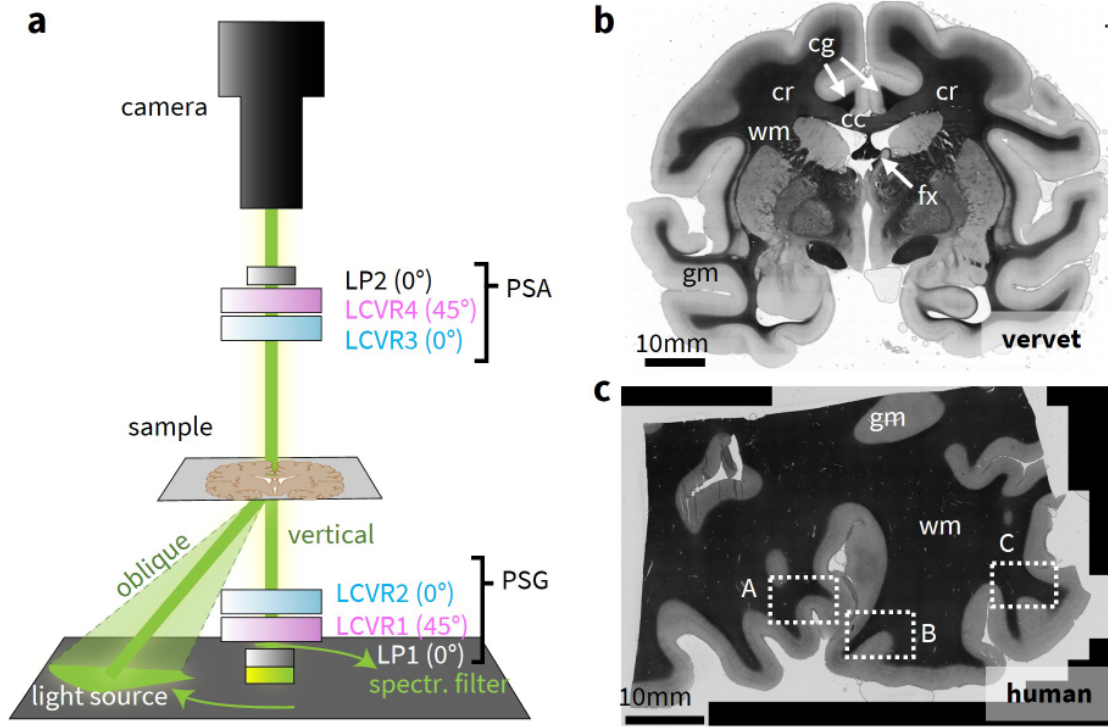 a
camera
LP2 (0°)
LCVR4 (45°)
LCVR3 (0°)
PSA
sample
oblique
vertical
LCVR2 (0°)
LCVR1 (45°)
LP1 (0°)
PSG
spectr. filter
light source
b
cg
cr
cr
cc
wm
fx
gm
10mm
vervet
c
gm
wm
A
B
C
10mm
human